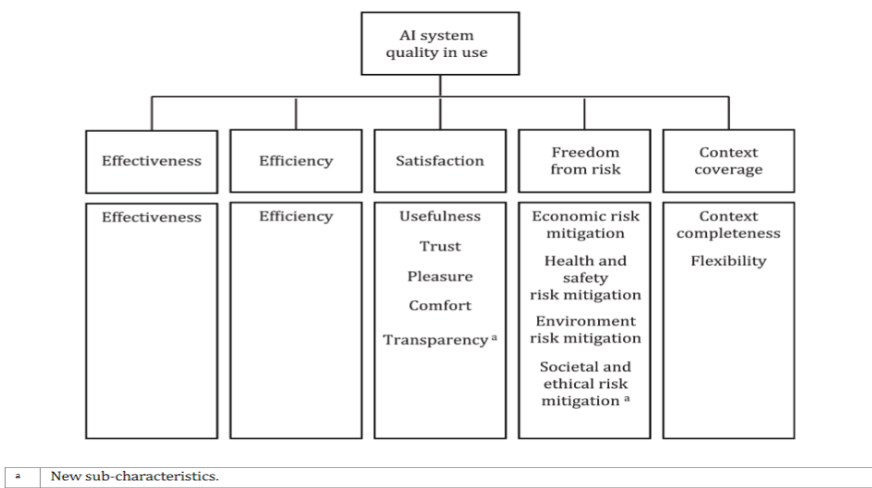 AI system
quality in use
Effectiveness
Efficiency
Satisfaction
Freedom
from risk
Context
coverage
Effectiveness
Efficiency
Usefulness
Trust
Pleasure
Comfort
Transparency a
Economic risk
mitigation
Health and
safety
risk mitigation
Environment
risk mitigation
Societal and
ethical risk
mitigation a
Context
completeness
Flexibility
a New sub-characteristics.